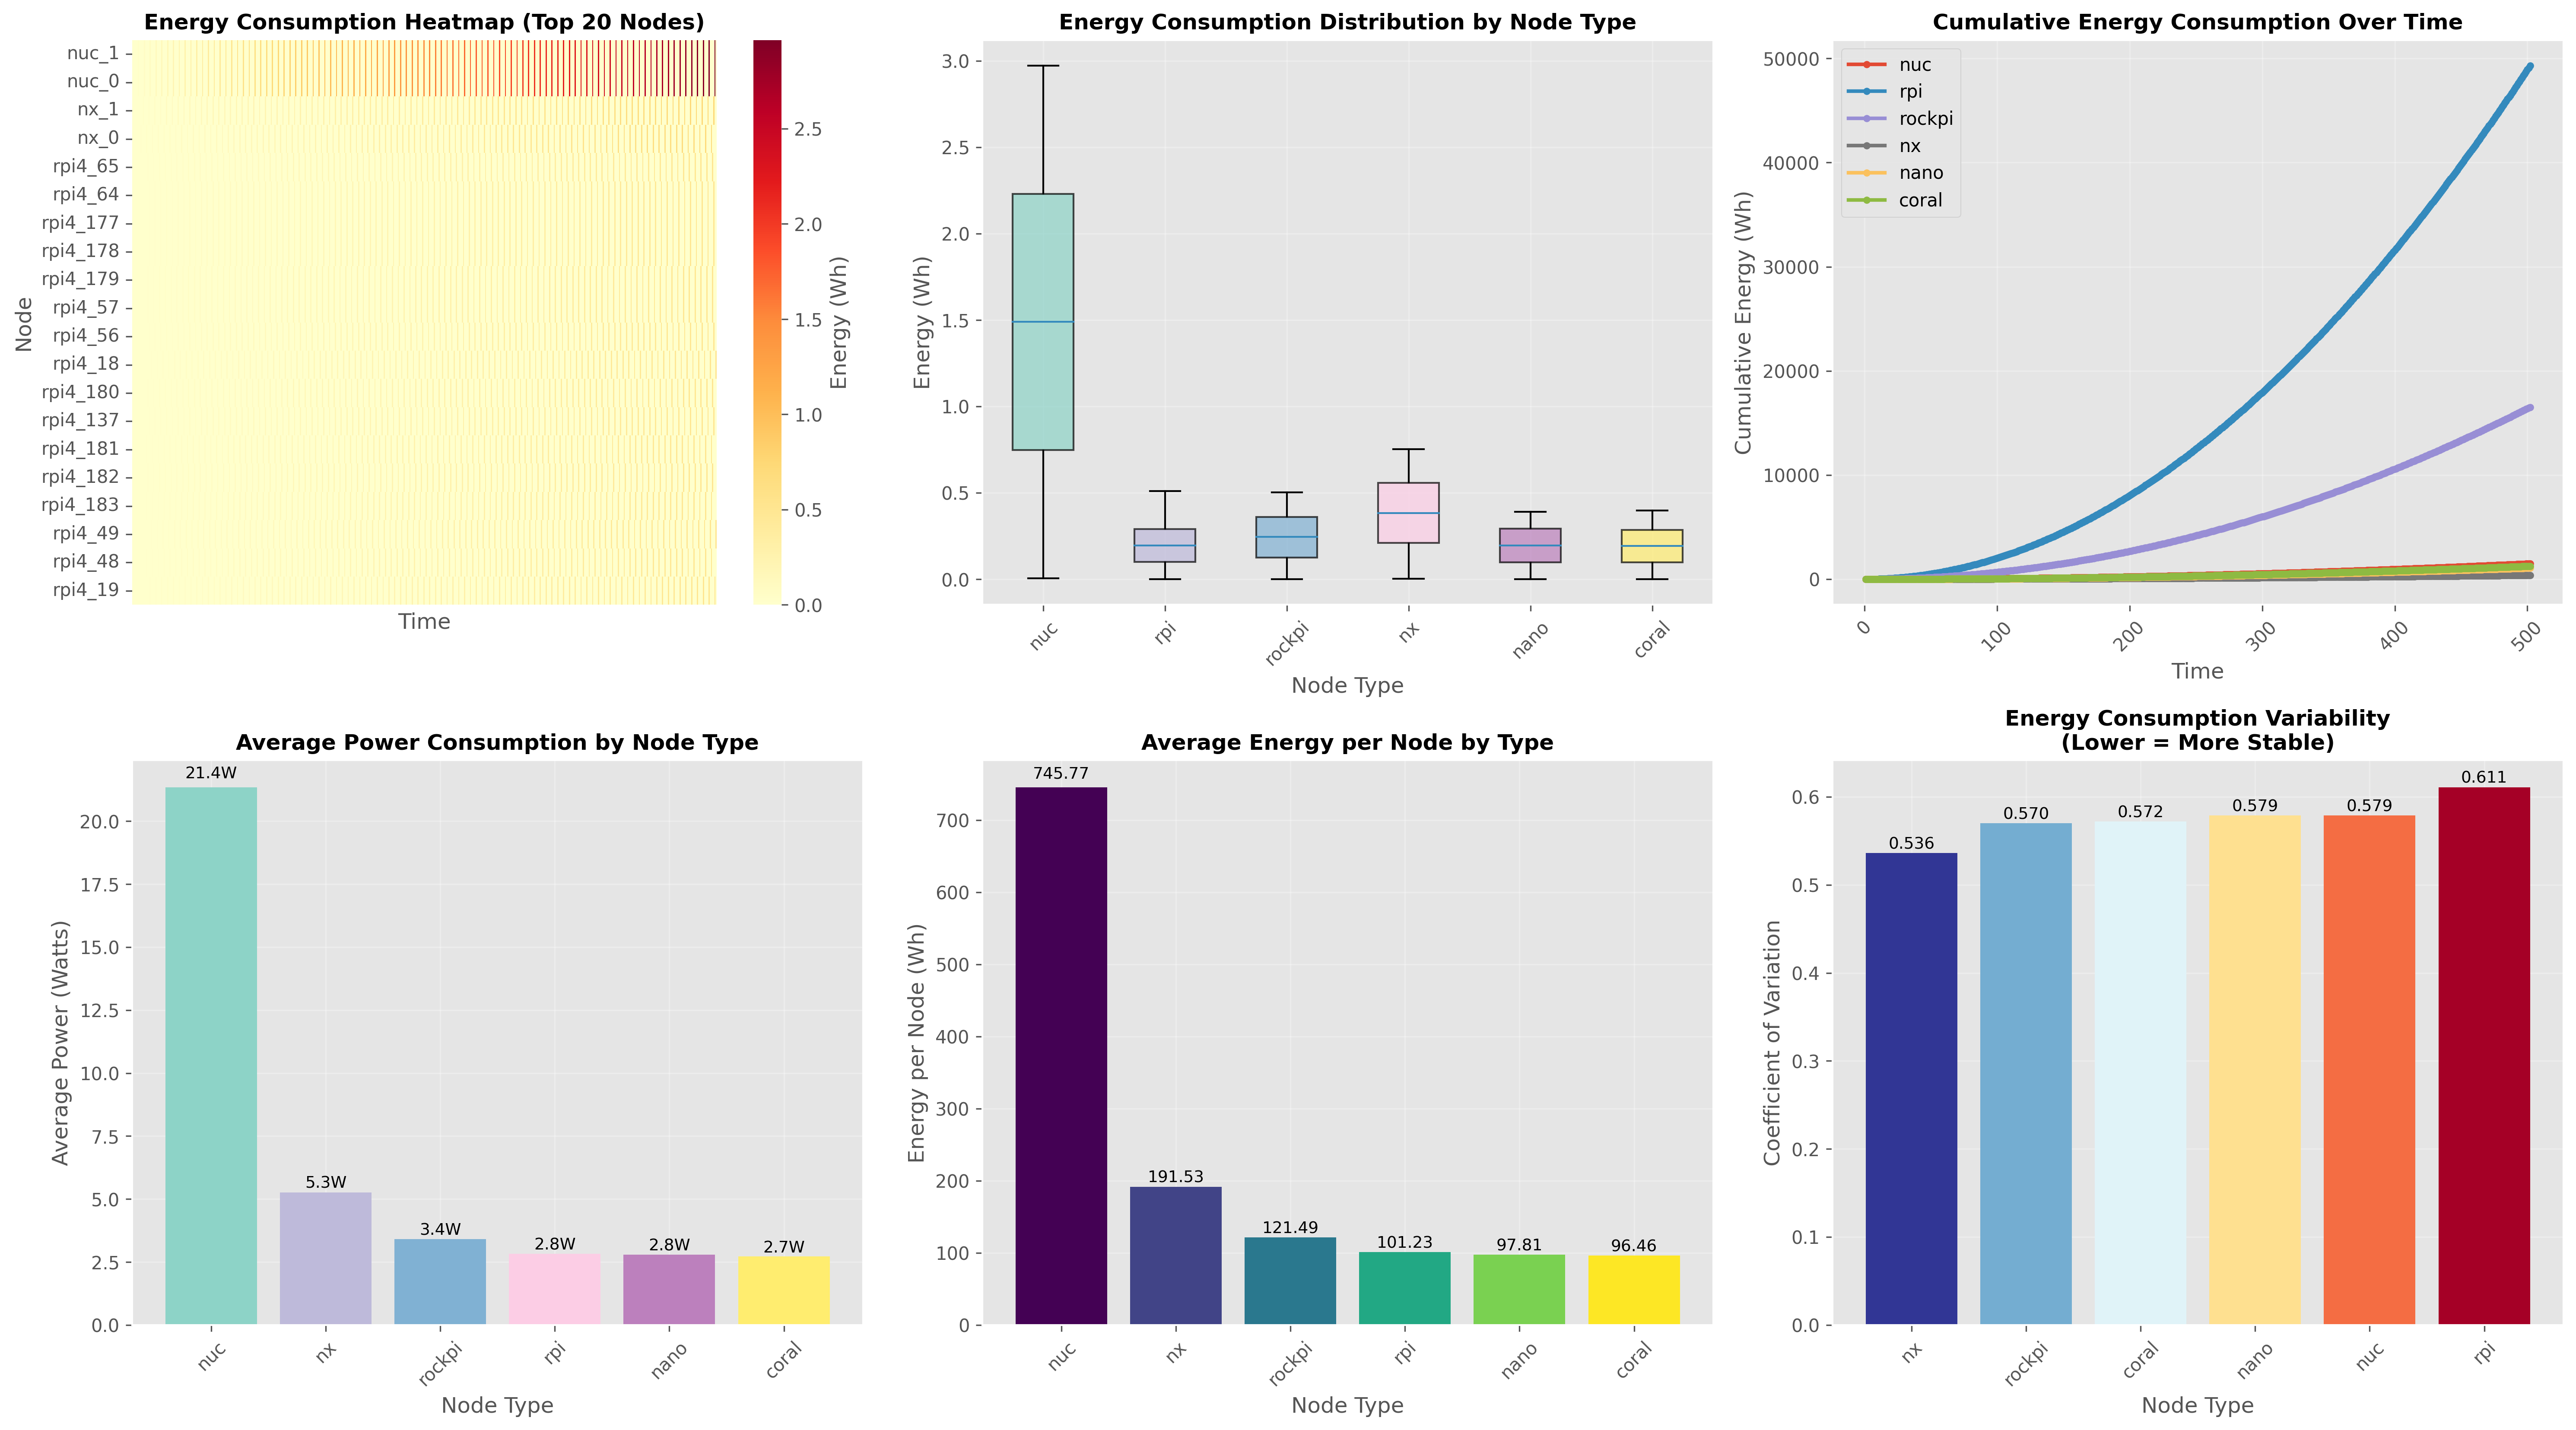 Energy Consumption Heatmap (Top 20 Nodes)
nuc_1
nuc_0
nx_1
nx_0
rpi4_65
rpi4_64
rpi4_177
rpi4_178
rpi4_179
rpi4_57
rpi4_56
rpi4_18
rpi4_180
rpi4_137
rpi4_181
rpi4_182
rpi4_183
rpi4_49
rpi4_48
rpi4_19
Node
Time
2.5
2.0
1.5
1.0
0.5
0.0
Energy (Wh)
Energy Consumption Distribution by Node Type
3.0
2.5
2.0
1.5
1.0
0.5
0.0
Energy (Wh)
nuc
rpi
rockpi
nx
nano
coral
Node Type
Cumulative Energy Consumption Over Time
nuc
rpi
rockpi
nx
nano
coral
50000
40000
30000
20000
10000
0
Cumulative Energy (Wh)
0
100
200
300
400
500
Time
Average Power Consumption by Node Type
21.4W
5.3W
3.4W
2.8W
2.8W
2.7W
20.0
17.5
15.0
12.5
10.0
7.5
5.0
2.5
0.0
Average Power (Watts)
nuc
nx
rockpi
rpi
nano
coral
Node Type
Average Energy per Node by Type
745.77
191.53
121.49
101.23
97.81
96.46
700
600
500
400
300
200
100
0
Energy per Node (Wh)
nuc
nx
rockpi
rpi
nano
coral
Node Type
Energy Consumption Variability
(Lower = More Stable)
0.536
0.570
0.572
0.579
0.579
0.611
0.6
0.5
0.4
0.3
0.2
0.1
0.0
Coefficient of Variation
nx
rockpi
coral
nano
nuc
rpi
Node Type